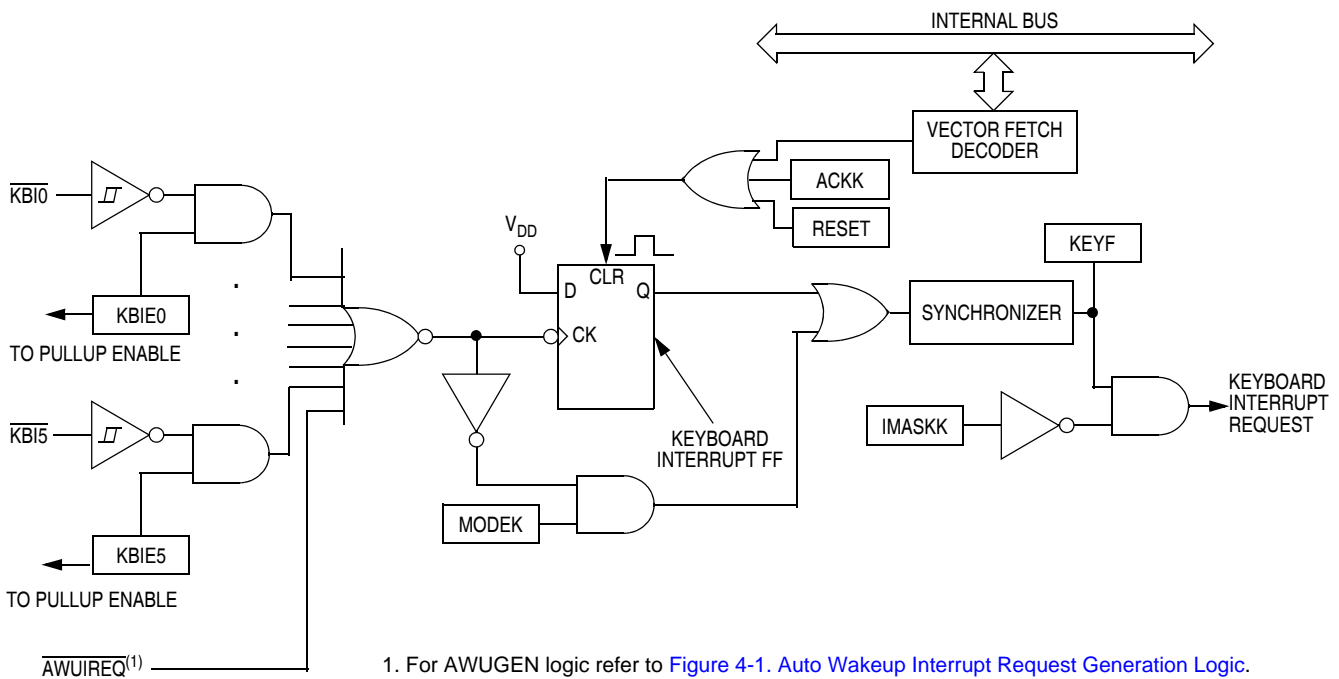 INTERNAL BUS
VECTOR FETCH
DECODER
ACKK
RESET
KBI0
VDD
KEYF
CLR
D
Q
CK
SYNCHRONIZER
KBIE0
TO PULLUP ENABLE
KEYBOARD
INTERRUPT
REQUEST
KBI5
IMASKK
KEYBOARD
INTERRUPT FF
MODEK
KBIE5
TO PULLUP ENABLE
AWUIREQ(1)
1. For AWUGEN logic refer to Figure 4-1. Auto Wakeup Interrupt Request Generation Logic.